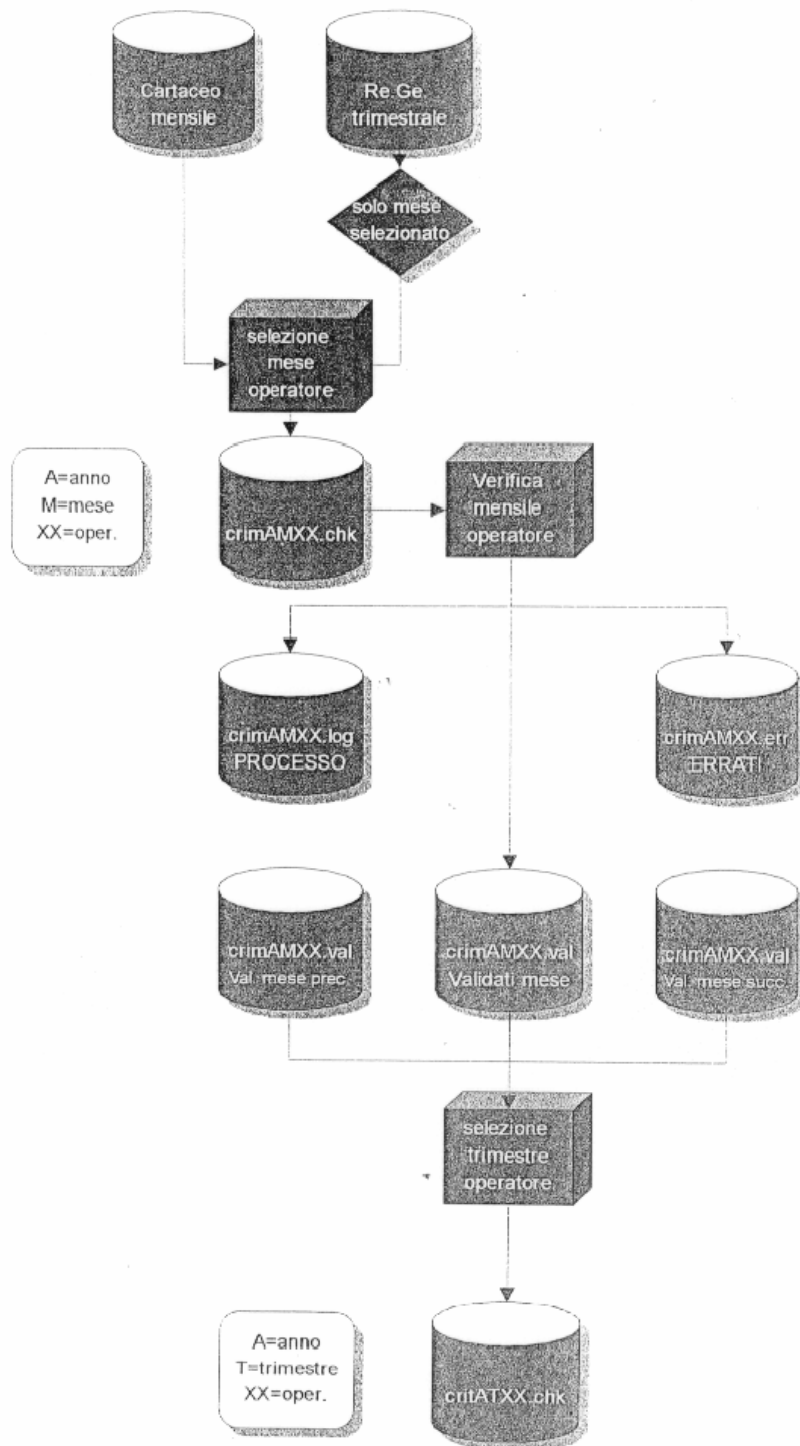 Cartaceo
mensile
Re.Ge.
trimestrale
solo mese
selezionato
selezione
mese
operatore
A=anno
M=mese
XX=oper.
crimAMXX.chk
Verifica
mensile
operatore
crimAMXX.log
PROCESSO
crimAMXX.err
ERRATI
crimAMXX.val
Val. mese prec.
crimAMXX.val
Validati mese
crimAMXX.val
Val. mese succ.
selezione
trimestre
operatore
A=anno
T=trimestre
XX=oper.
critATXX.chk